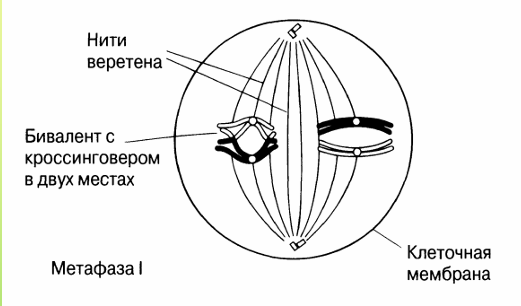 Нити
веретена
Бивалент с
кроссинговером
в двух местах
Клеточная
мембрана
Метафаза I